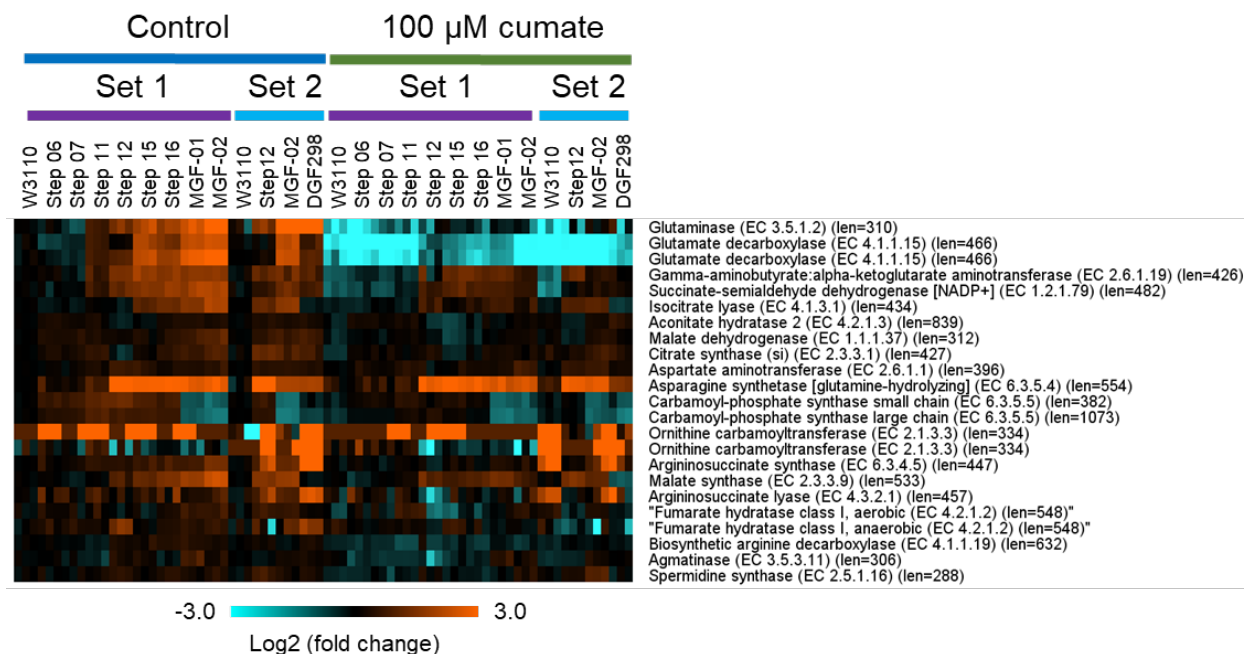 Control 100 µM cumate
Set 1 Set 2 Set 1 Set 2
W3110 Step 06 Step 07 Step 11 Step 12 Step 15 Step 16 MGF-01 MGF-02 W3110 Step12 MGF-02 DGF298 W3110 Step 06 Step 07 Step 11 Step 12 Step 15 Step 16 MGF-01 MGF-02 W3110 Step12 MGF-02 DGF298
Glutaminase (EC 3.5.1.2) (len=310)
Glutamate decarboxylase (EC 4.1.1.15) (len=466)
Glutamate decarboxylase (EC 4.1.1.15) (len=466)
Gamma-aminobutyrate:alpha-ketoglutarate aminotransferase (EC 2.6.1.19) (len=426)
Succinate-semialdehyde dehydrogenase [NADP+] (EC 1.2.1.79) (len=482)
Isocitrate lyase (EC 4.1.3.1) (len=434)
Aconitate hydratase 2 (EC 4.2.1.3) (len=839)
Malate dehydrogenase (EC 1.1.1.37) (len=312)
Citrate synthase (si) (EC 2.3.3.1) (len=427)
Aspartate aminotransferase (EC 2.6.1.1) (len=396)
Asparagine synthetase [glutamine-hydrolyzing] (EC 6.3.5.4) (len=554)
Carbamoyl-phosphate synthase small chain (EC 6.3.5.5) (len=382)
Carbamoyl-phosphate synthase large chain (EC 6.3.5.5) (len=1073)
Ornithine carbamoyltransferase (EC 2.1.3.3) (len=334)
Ornithine carbamoyltransferase (EC 2.1.3.3) (len=334)
Argininosuccinate synthase (EC 6.3.4.5) (len=447)
Malate synthase (EC 2.3.3.9) (len=533)
Argininosuccinate lyase (EC 4.3.2.1) (len=457)
"Fumarate hydratase class I, aerobic (EC 4.2.1.2) (len=548)"
"Fumarate hydratase class I, anaerobic (EC 4.2.1.2) (len=548)"
Biosynthetic arginine decarboxylase (EC 4.1.1.19) (len=632)
Agmatinase (EC 3.5.3.11) (len=306)
Spermidine synthase (EC 2.5.1.16) (len=288)
-3.0 3.0
Log2 (fold change)